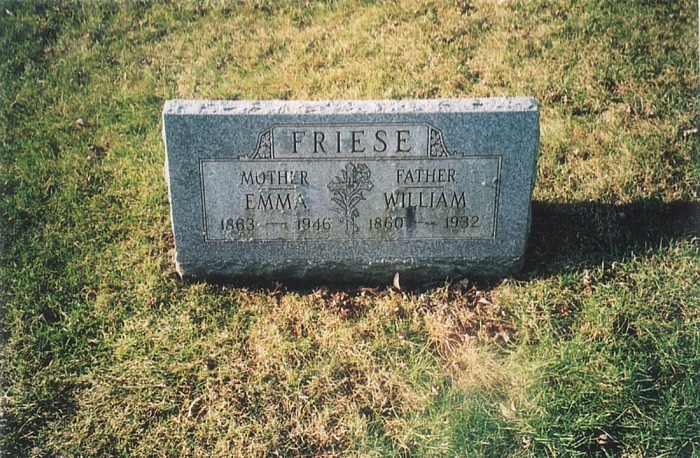 FRIESE
MOTHER FATHER
EMMA WILLIAM
1863 — 1946 1860 — 1932